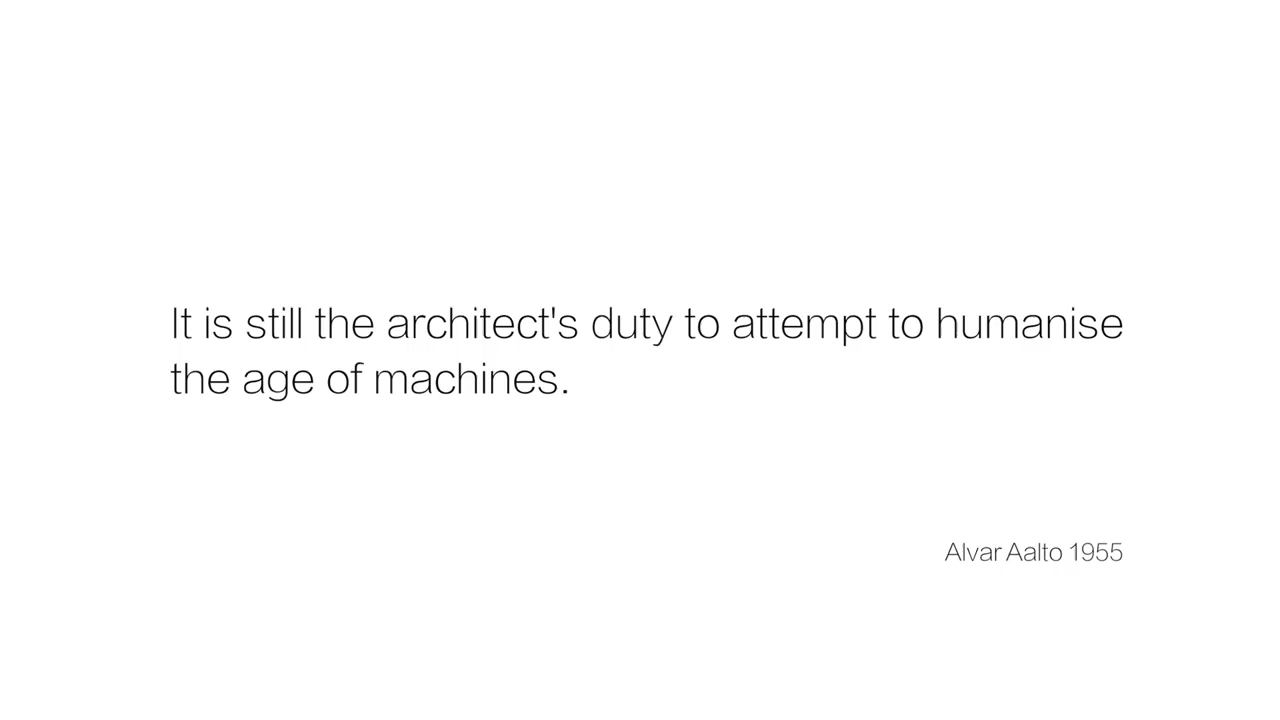 It is still the architect's duty to attempt to humanise
the age of machines.
Alvar Aalto 1955